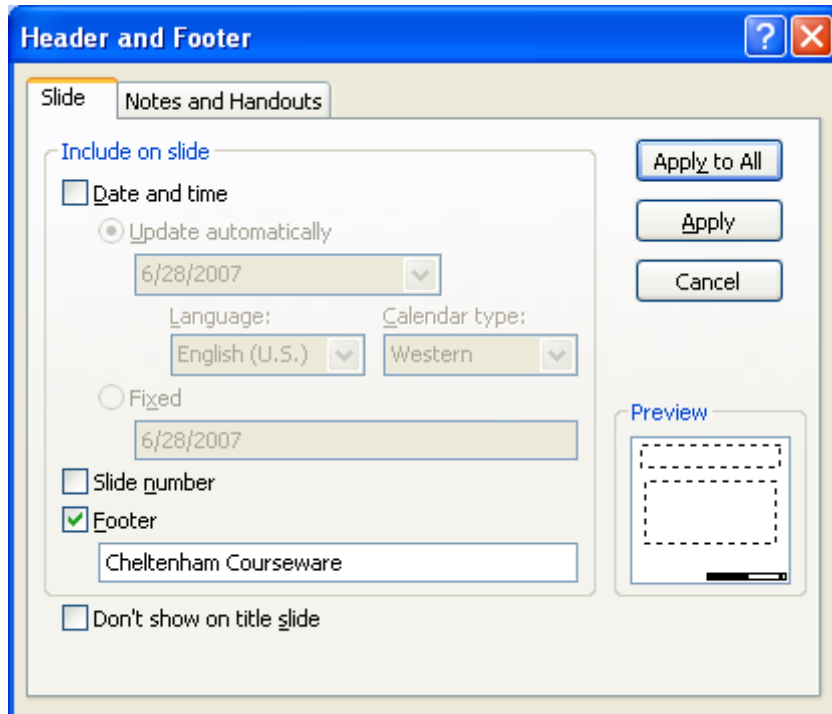 Header and Footer
Slide
Notes and Handouts
Include on slide
Apply to All
Date and time
Update automatically
Apply
6/28/2007
Cancel
Language:
Calendar type:
English (U.S.)
Western
Fixed
Preview
6/28/2007
Slide number
Footer
Cheltenham Courseware
Don't show on title slide